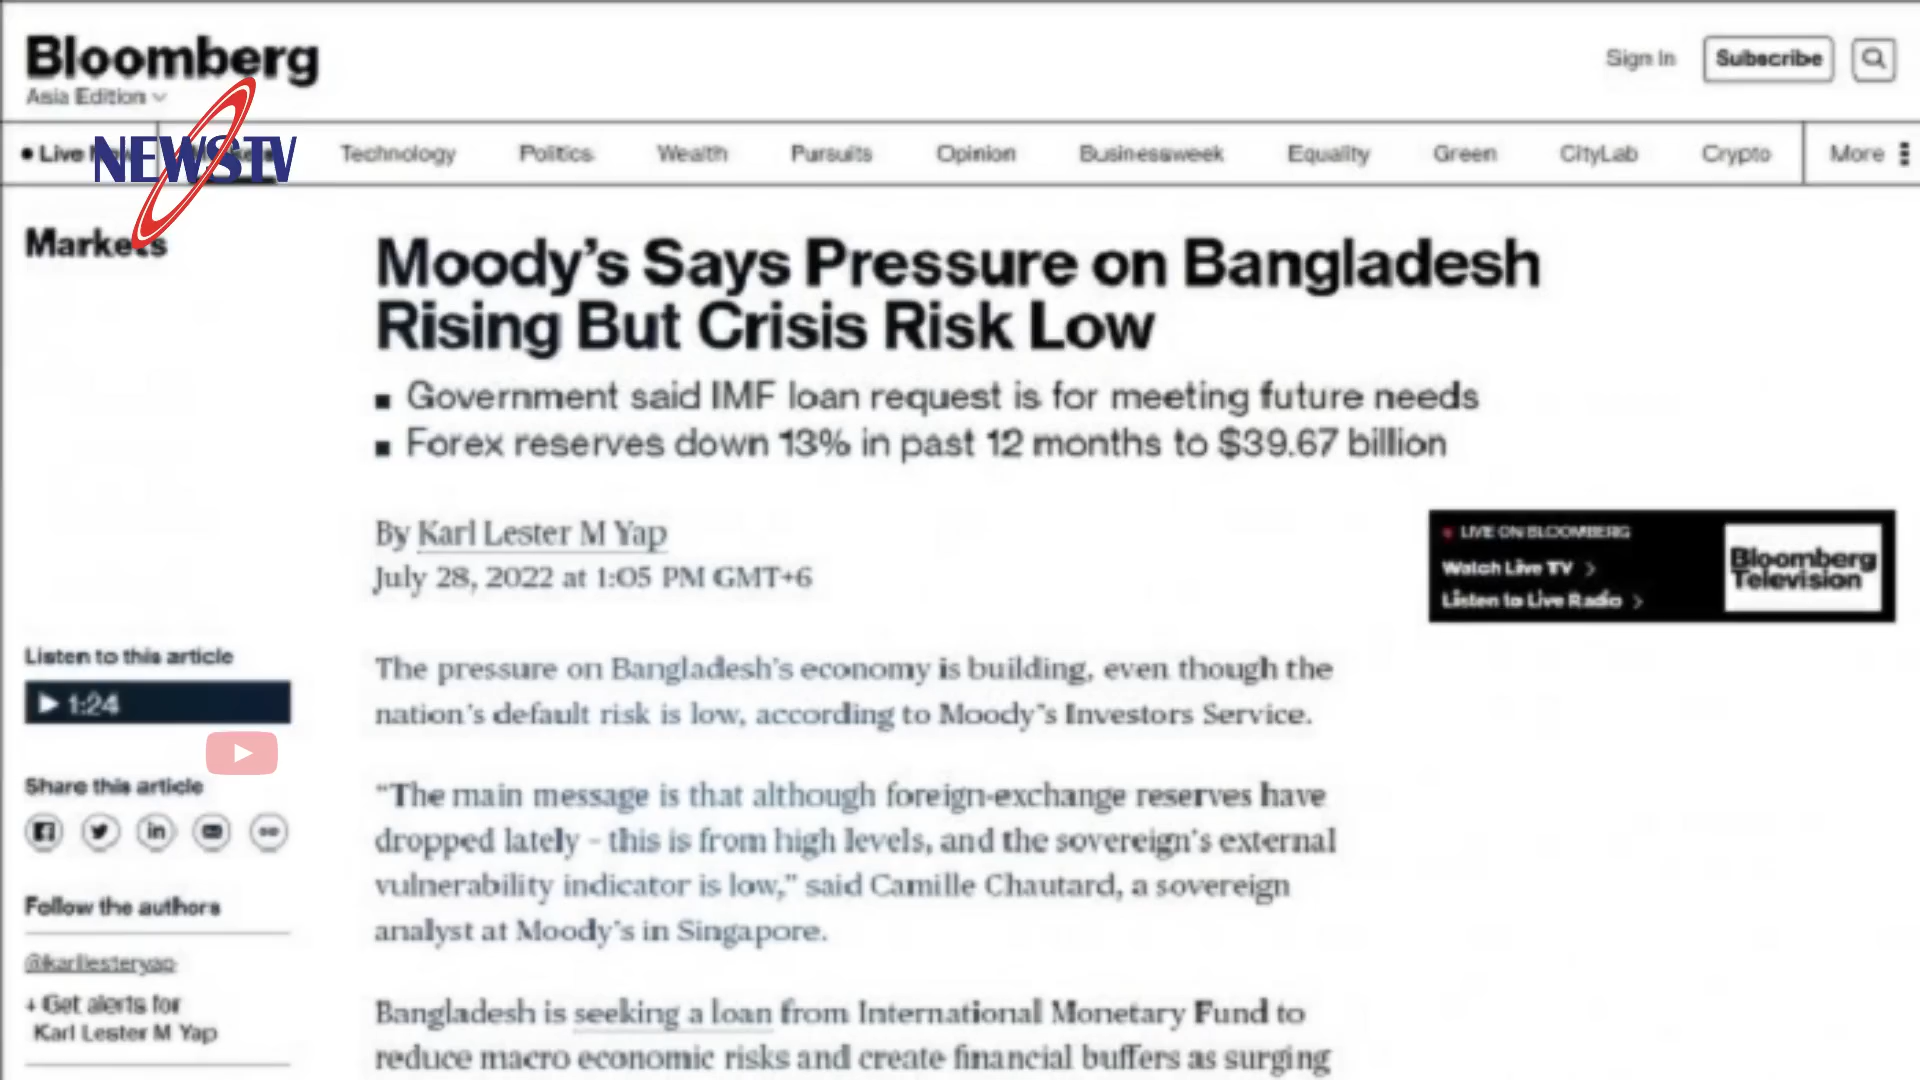 Bloomberg
Asia Edition
Sign In
Subscribe
Live
NEWSTV
Technology
Politics
Wealth
Pursuits
Opinion
Businessweek
Equality
Green
CityLab
Crypto
More
Markets
Moody's Says Pressure on Bangladesh
Rising But Crisis Risk Low
Government said IMF loan request is for meeting future needs
Forex reserves down 13% in past 12 months to $39.67 billion
By Karl Lester M Yap
July 28, 2022 at 1:05 PM GMT+6
LIVE ON BLOOMBERG
Watch Live TV
Listen to Live Radio
Bloomberg
Television
Listen to this article
1:24
Share this article
Follow the authors
@karllesteryap
+ Get alerts for
Karl Lester M Yap
The pressure on Bangladesh's economy is building, even though the
nation's default risk is low, according to Moody's Investors Service.
“The main message is that although foreign-exchange reserves have
dropped lately – this is from high levels, and the sovereign's external
vulnerability indicator is low,” said Camille Chautard, a sovereign
analyst at Moody's in Singapore.
Bangladesh is seeking a loan from International Monetary Fund to
reduce macro economic risks and create financial buffers as surging